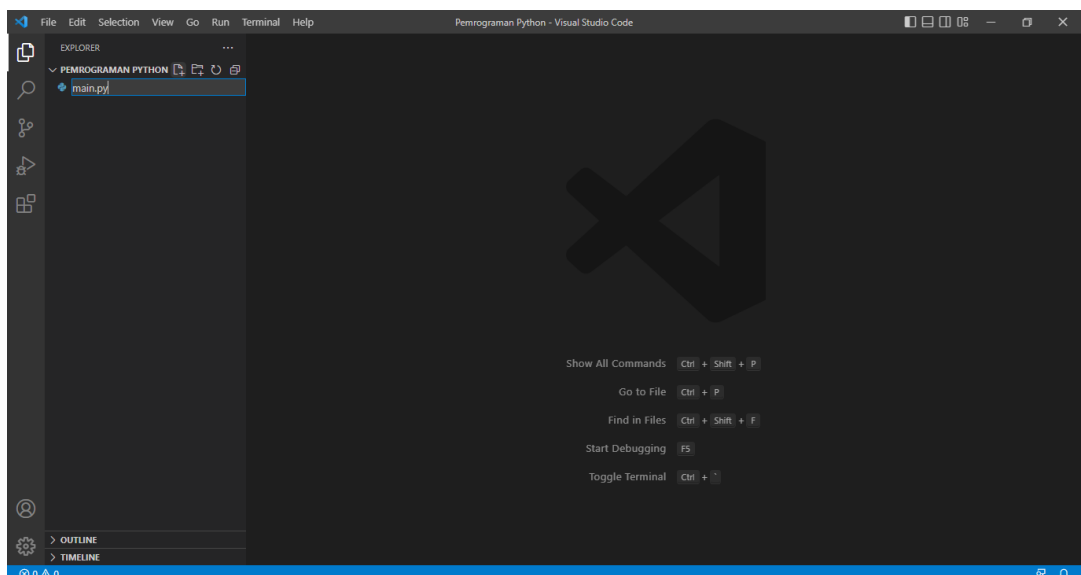 File Edit Selection View Go Run Terminal Help
Pemrograman Python - Visual Studio Code
EXPLORER ...
PEMROGRAMAN PYTHON
main.py
Show All Commands Ctrl + Shift + P
Go to File Ctrl + P
Find in Files Ctrl + Shift + F
Start Debugging F5
Toggle Terminal Ctrl + `
OUTLINE
TIMELINE
0 0